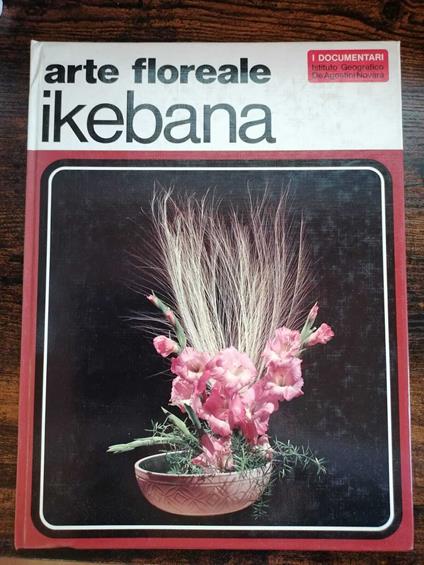 arte floreale
ikebana
I DOCUMENTARI
Istituto Geografico
De Agostini Novara